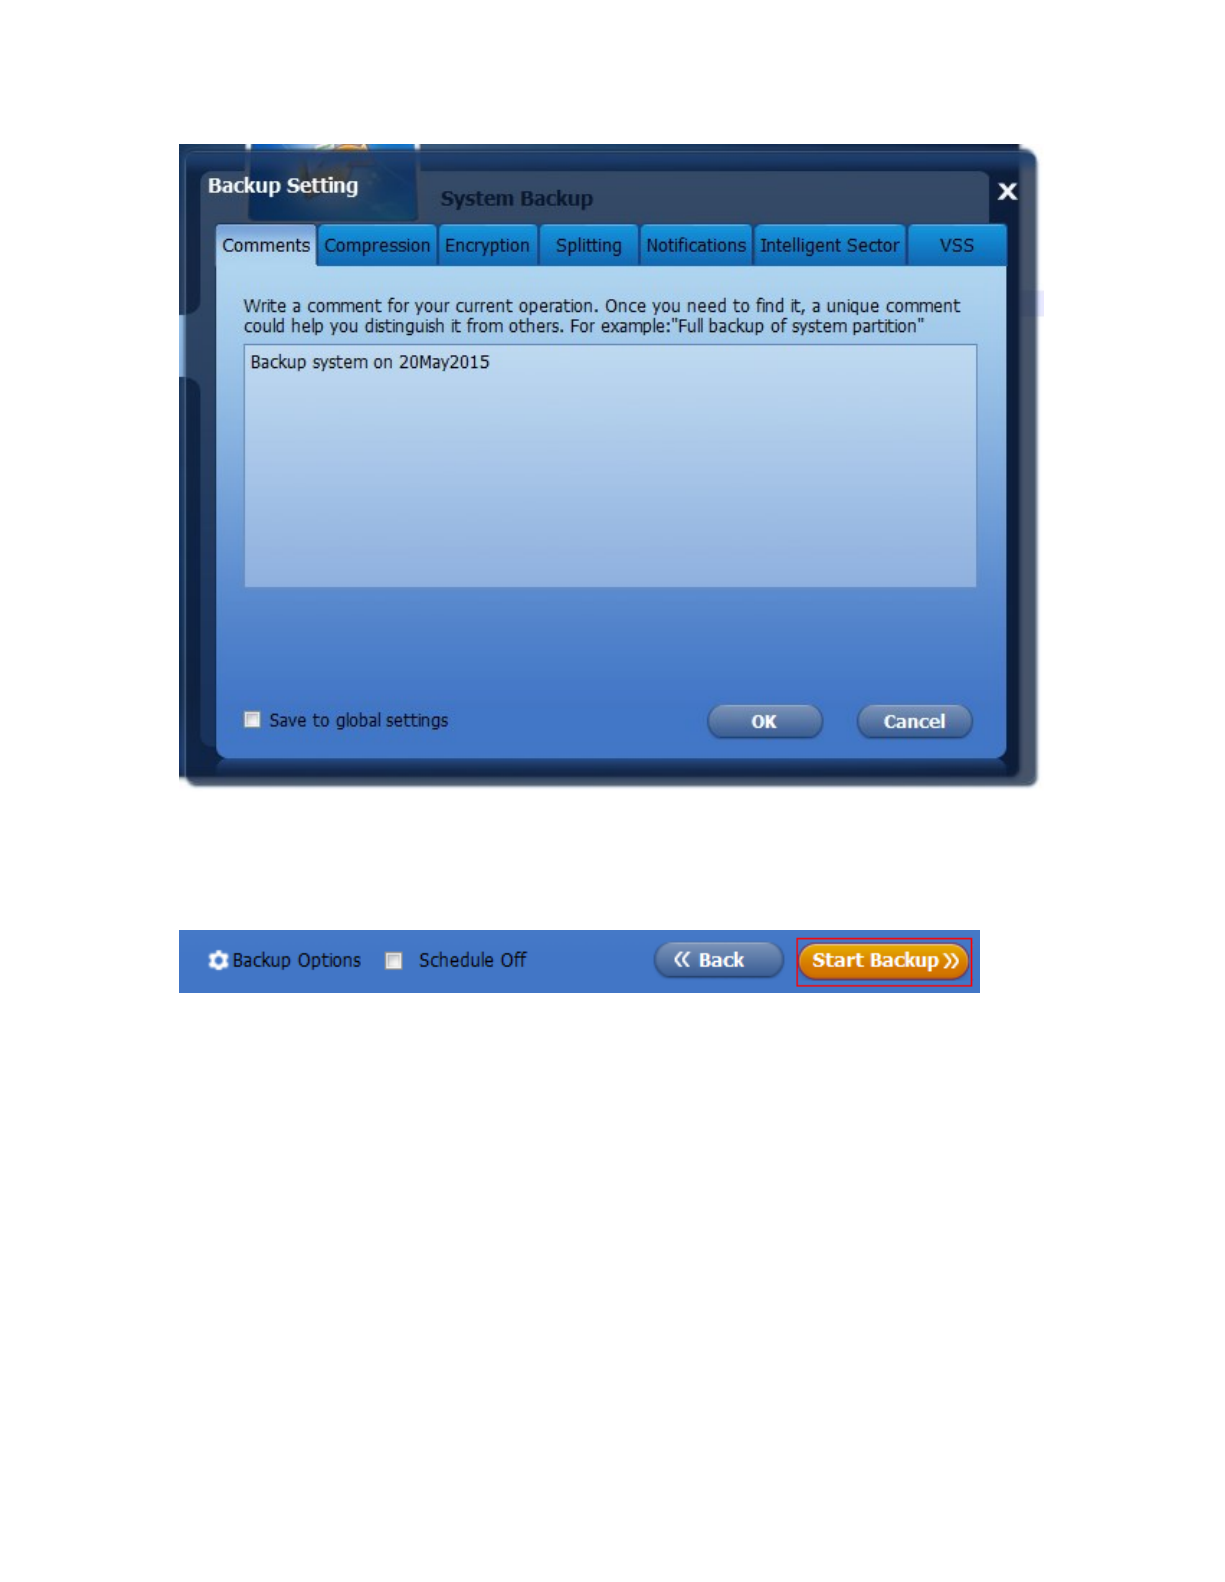 Backup Setting
System Backup
Comments Compression Encryption Splitting Notifications Intelligent Sector VSS
Write a comment for your current operation. Once you need to find it, a unique comment
could help you distinguish it from others. For example:"Full backup of system partition"
Backup system on 20May2015
Save to global settings OK Cancel
Backup Options Schedule Off Back Start Backup